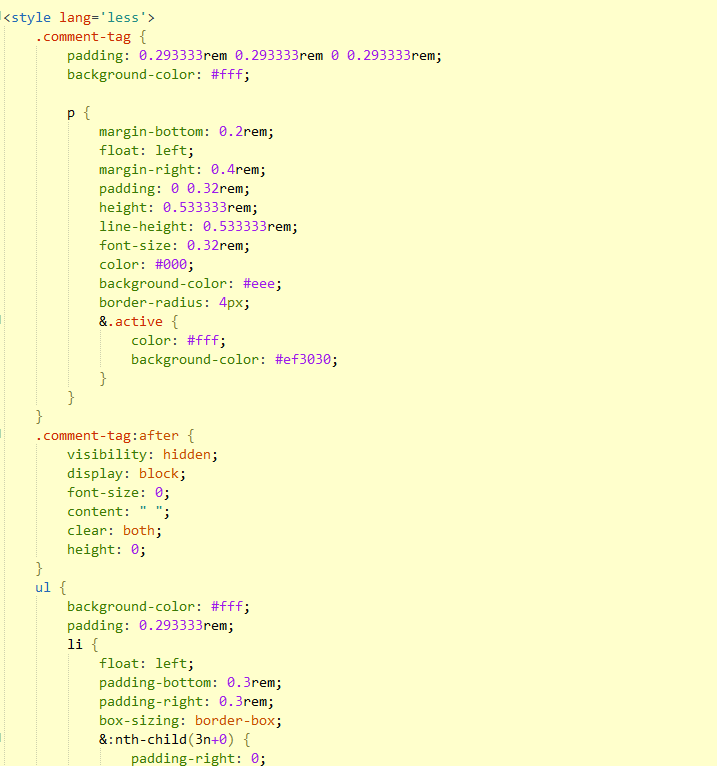 <style lang='less'>
.comment-tag {
padding: 0.293333rem 0.293333rem 0 0.293333rem;
background-color: #fff;
p {
margin-bottom: 0.2rem;
float: left;
margin-right: 0.4rem;
padding: 0 0.32rem;
height: 0.533333rem;
line-height: 0.533333rem;
font-size: 0.32rem;
color: #000;
background-color: #eee;
border-radius: 4px;
&.active {
color: #fff;
background-color: #ef3030;
}
}
}
.comment-tag:after {
visibility: hidden;
display: block;
font-size: 0;
content: " ";
clear: both;
height: 0;
}
ul {
background-color: #fff;
padding: 0.293333rem;
li {
float: left;
padding-bottom: 0.3rem;
padding-right: 0.3rem;
box-sizing: border-box;
&:nth-child(3n+0) {
padding-right: 0;